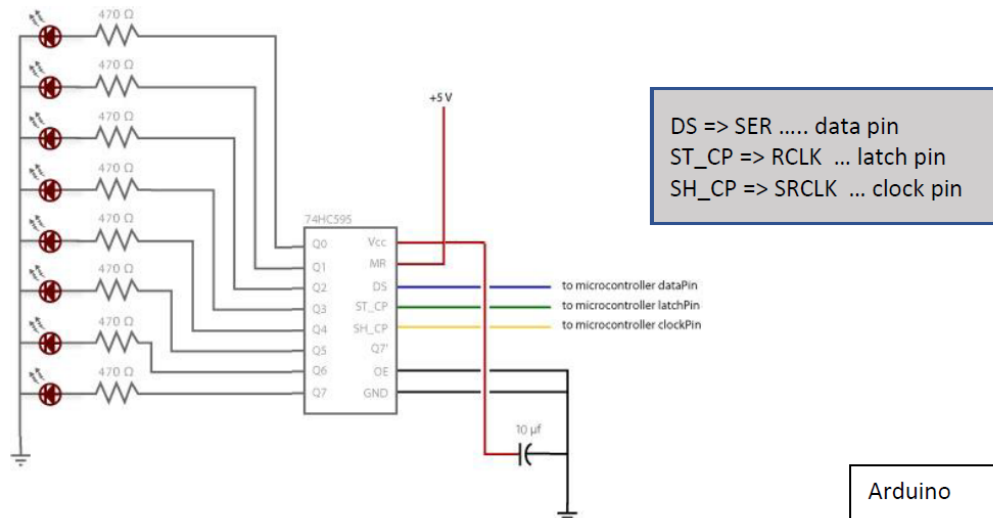 470 Ω
470 Ω
470 Ω
470 Ω
470 Ω
470 Ω
470 Ω
470 Ω
+5 V
DS => SER ..... data pin
ST_CP => RCLK ... latch pin
SH_CP => SRCLK ... clock pin
74HC595
Q0
Q1
Q2
Q3
Q4
Q5
Q6
Q7
Vcc
MR
DS
ST_CP
SH_CP
Q7'
OE
GND
to microcontroller dataPin
to microcontroller latchPin
to microcontroller clockPin
10 µf
Arduino